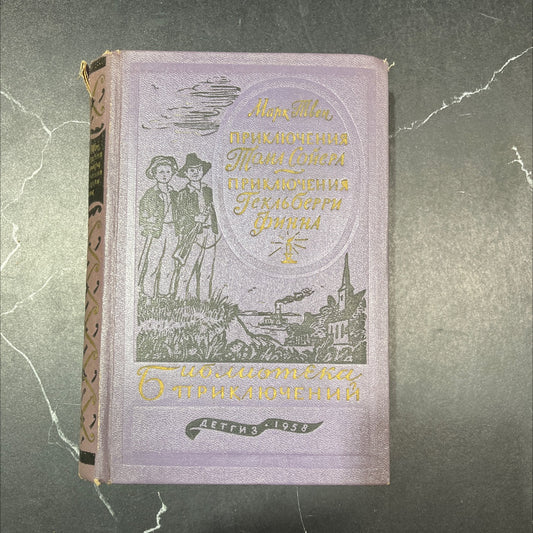 Марк Твен
ПРИКЛЮЧЕНИЯ
Тома Сойера
ПРИКЛЮЧЕНИЯ
Гекльберри
Финна
Библиотека
ПРИКЛЮЧЕНИЙ
ДЕТГИЗ • 1958